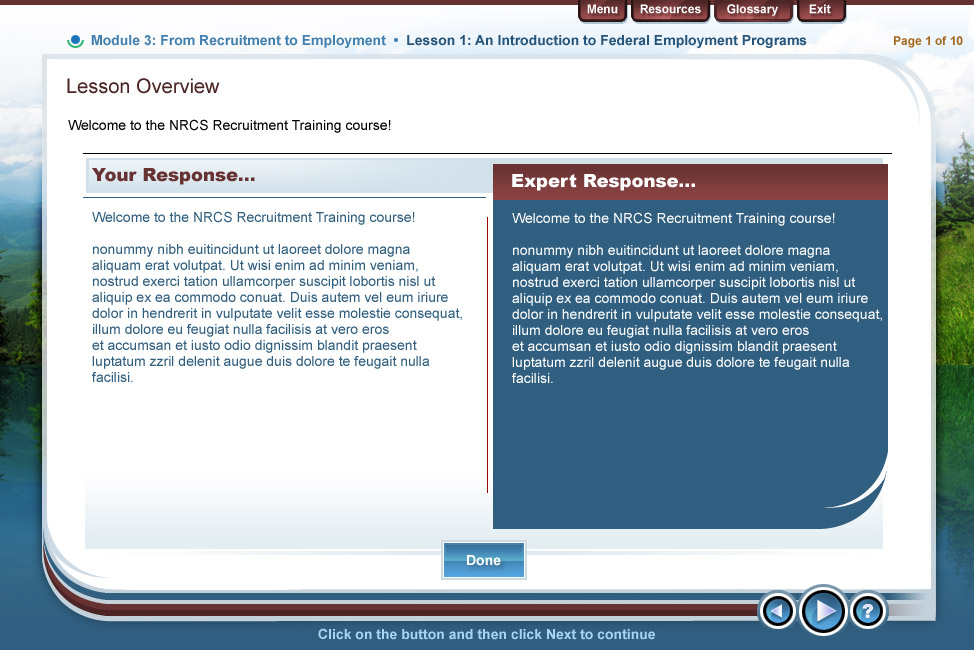 Menu Resources Glossary Exit
Module 3: From Recruitment to Employment • Lesson 1: An Introduction to Federal Employment Programs
Page 1 of 10
Lesson Overview
Welcome to the NRCS Recruitment Training course!
Your Response...
Welcome to the NRCS Recruitment Training course!
nonummy nibh euitincidunt ut laoreet dolore magna
aliquam erat volutpat. Ut wisi enim ad minim veniam,
nostrud exerci tation ullamcorper suscipit lobortis nisl ut
aliquip ex ea commodo conuat. Duis autem vel eum iriure
dolor in hendrerit in vulputate velit esse molestie consequat,
illum dolore eu feugiat nulla facilisis at vero eros
et accumsan et iusto odio dignissim blandit praesent
luptatum zzril delenit augue duis dolore te feugait nulla
facilisi.
Expert Response...
Welcome to the NRCS Recruitment Training course!
nonummy nibh euitincidunt ut laoreet dolore magna
aliquam erat volutpat. Ut wisi enim ad minim veniam,
nostrud exerci tation ullamcorper suscipit lobortis nisl ut
aliquip ex ea commodo conuat. Duis autem vel eum iriure
dolor in hendrerit in vulputate velit esse molestie consequat,
illum dolore eu feugiat nulla facilisis at vero eros
et accumsan et iusto odio dignissim blandit praesent
luptatum zzril delenit augue duis dolore te feugait nulla
facilisi.
Done
?
Click on the button and then click Next to continue